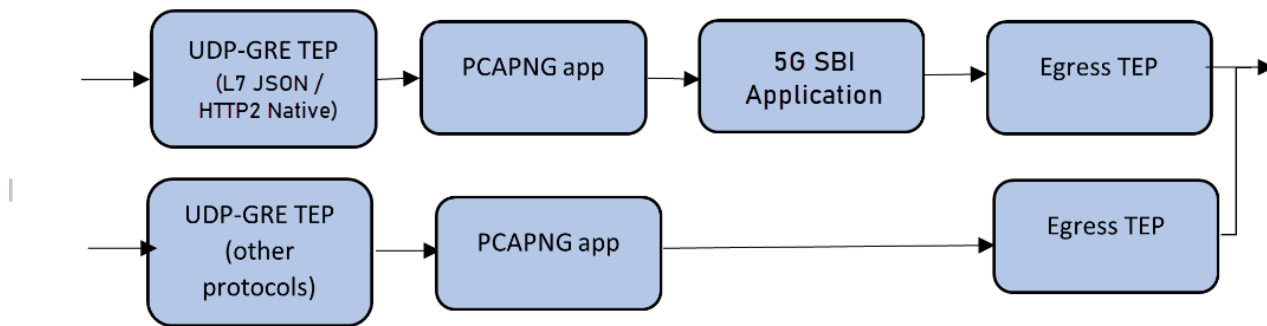 UDP-GRE TEP
(L7 JSON /
HTTP2 Native)
PCAPNG app
5G SBI
Application
Egress TEP
UDP-GRE TEP
(other
protocols)
PCAPNG app
Egress TEP